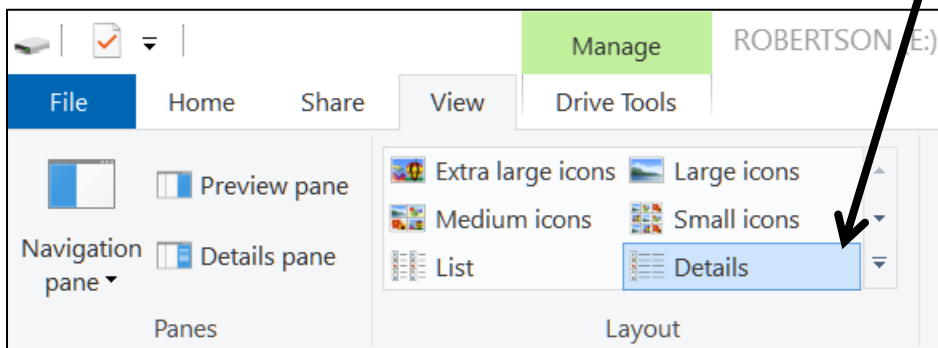 Manage ROBERTSON (E:)
File Home Share View Drive Tools
Extra large icons Large icons
Preview pane
Medium icons Small icons
Navigation
pane
Details pane
List Details
Panes Layout